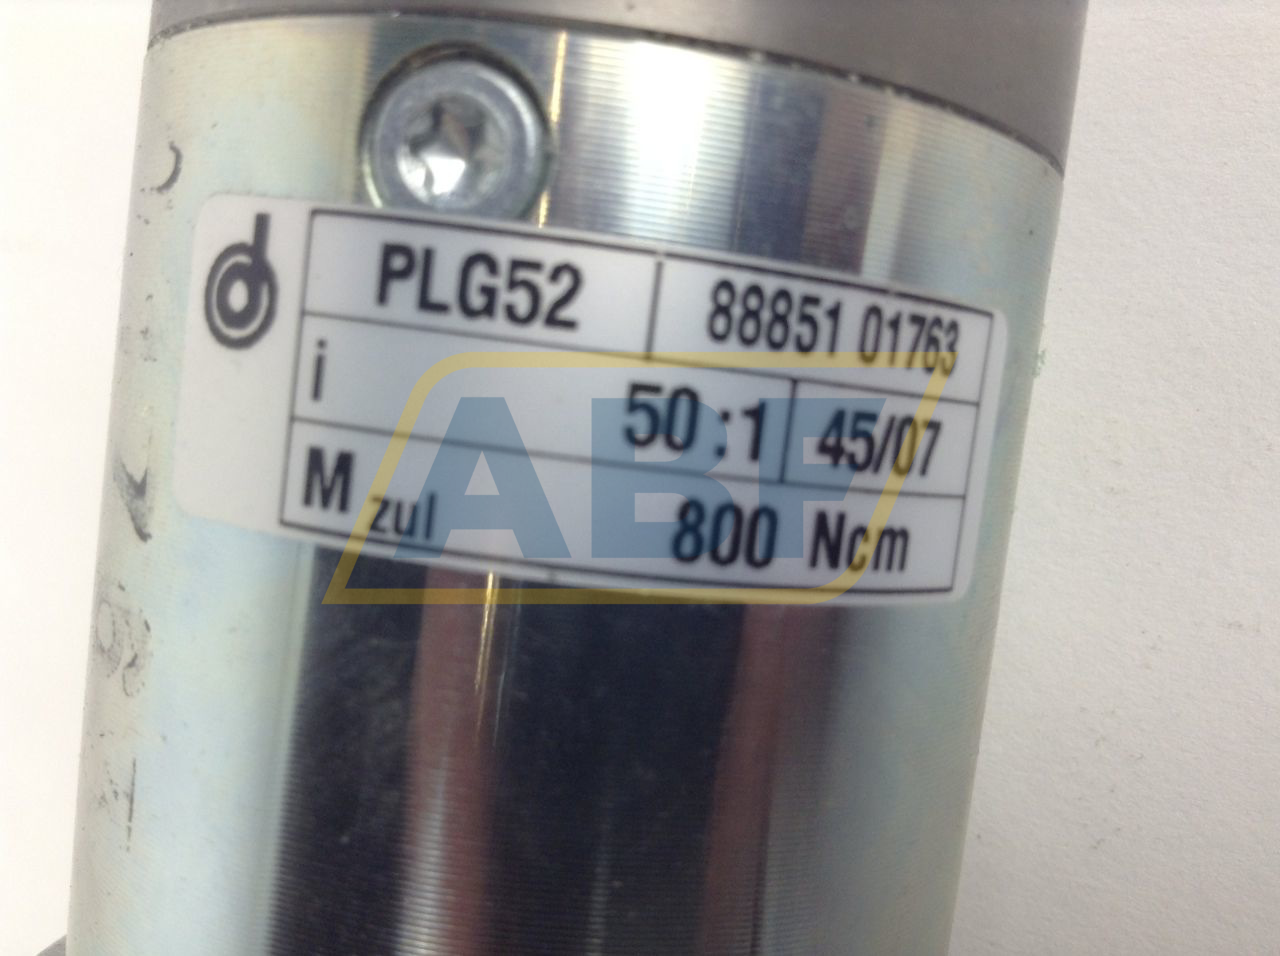 PLG52 88851 01763
i 50:1 45/07
M zul 800 Ncm
ABF